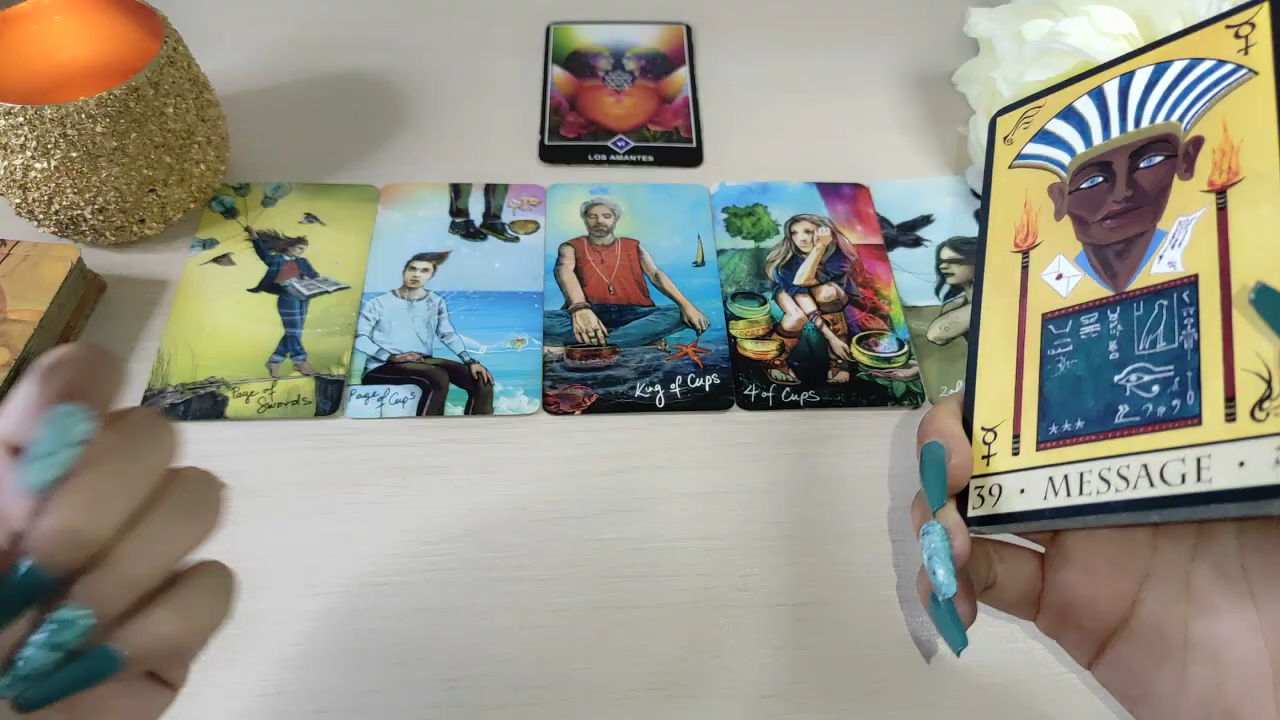 LOS AMANTES
Page of
Swords
Page of Cups
King of Cups
4 of Cups
39 · MESSAGE ·